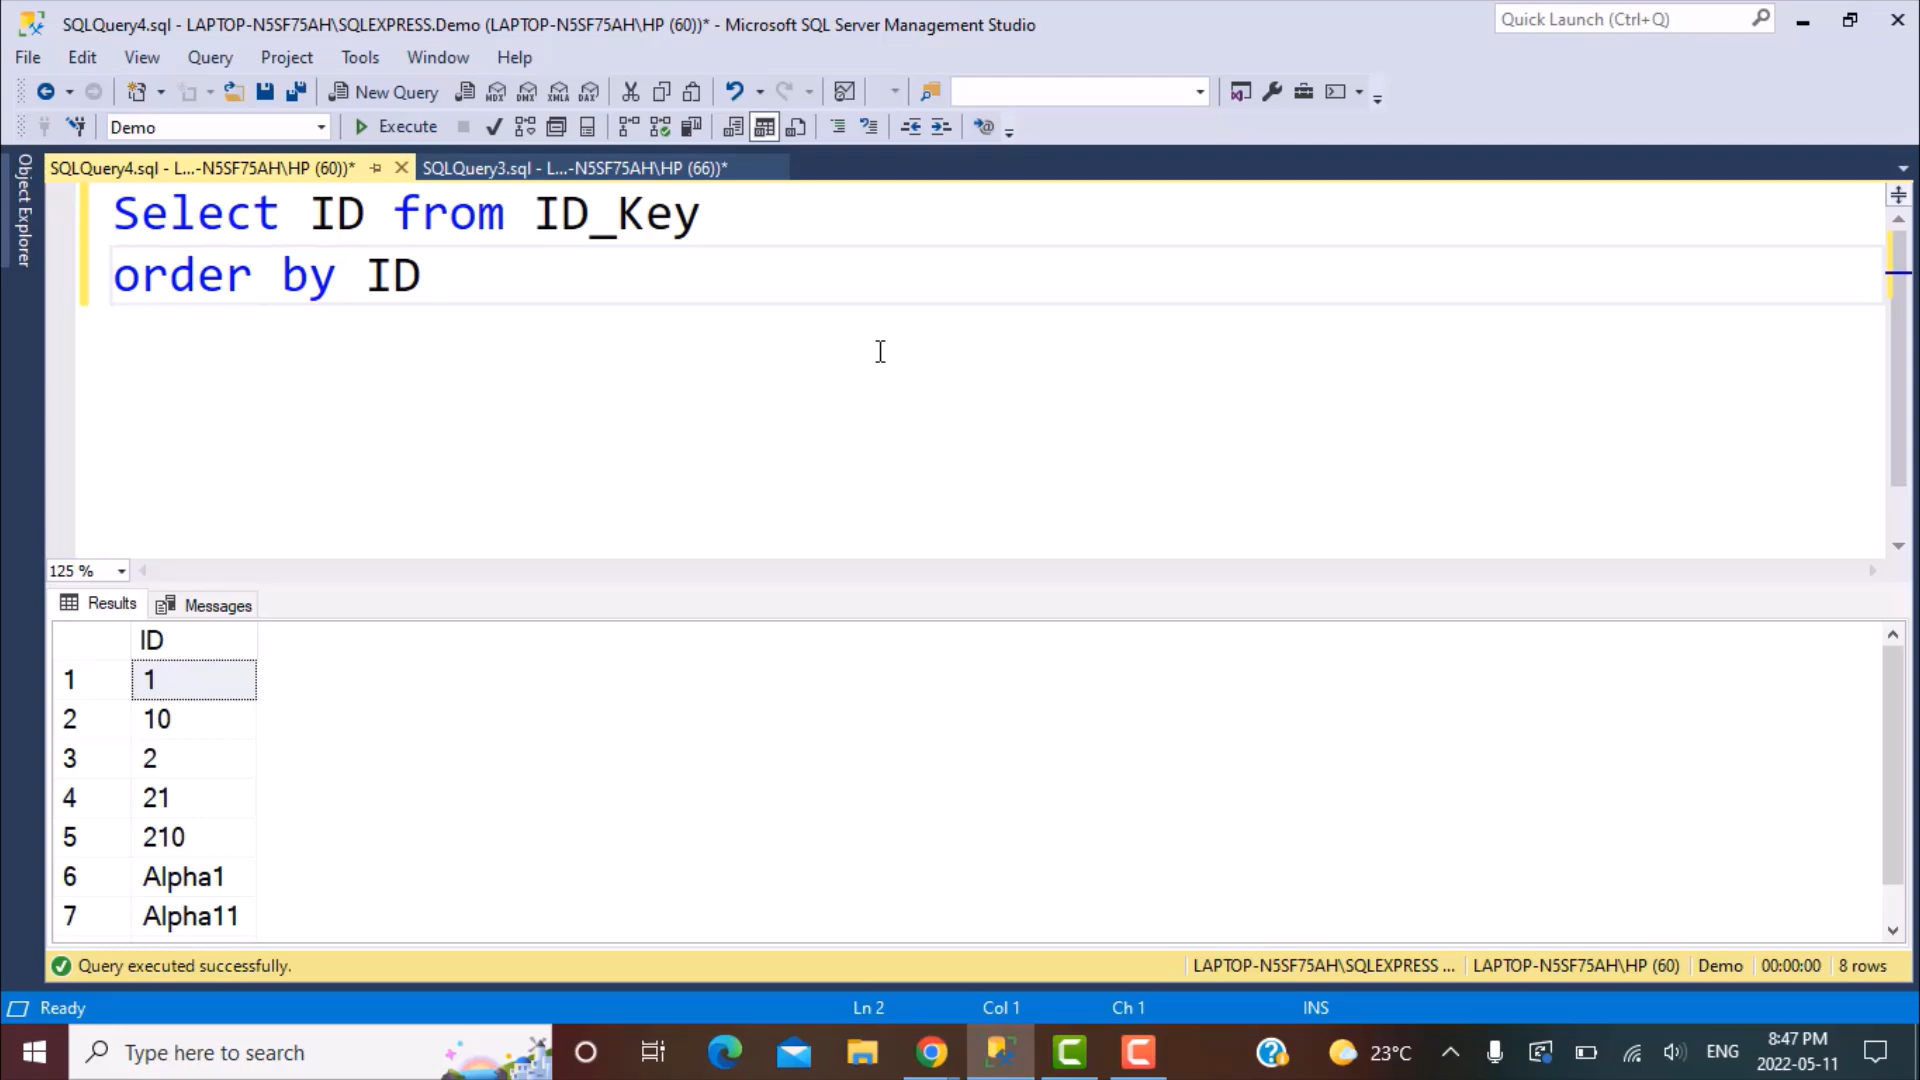 SQLQuery4.sql - LAPTOP-N5SF75AH\SQLEXPRESS.Demo (LAPTOP-N5SF75AH\HP (60))* - Microsoft SQL Server Management Studio
Quick Launch (Ctrl+Q)
File Edit View Query Project Tools Window Help
New Query
MDX DMX XMLA DAX
Demo
Execute
Object Explorer
SQLQuery4.sql - L...-N5SF75AH\HP (60))*
SQLQuery3.sql - L...-N5SF75AH\HP (66))*
Select ID from ID_Key
order by ID
125 %
Results
Messages
ID
1 1
2 10
3 2
4 21
5 210
6 Alpha1
7 Alpha11
Query executed successfully.
LAPTOP-N5SF75AH\SQLEXPRESS ...
LAPTOP-N5SF75AH\HP (60)
Demo
00:00:00
8 rows
Ready
Ln 2
Col 1
Ch 1
INS
Type here to search
23°C
ENG
8:47 PM
2022-05-11